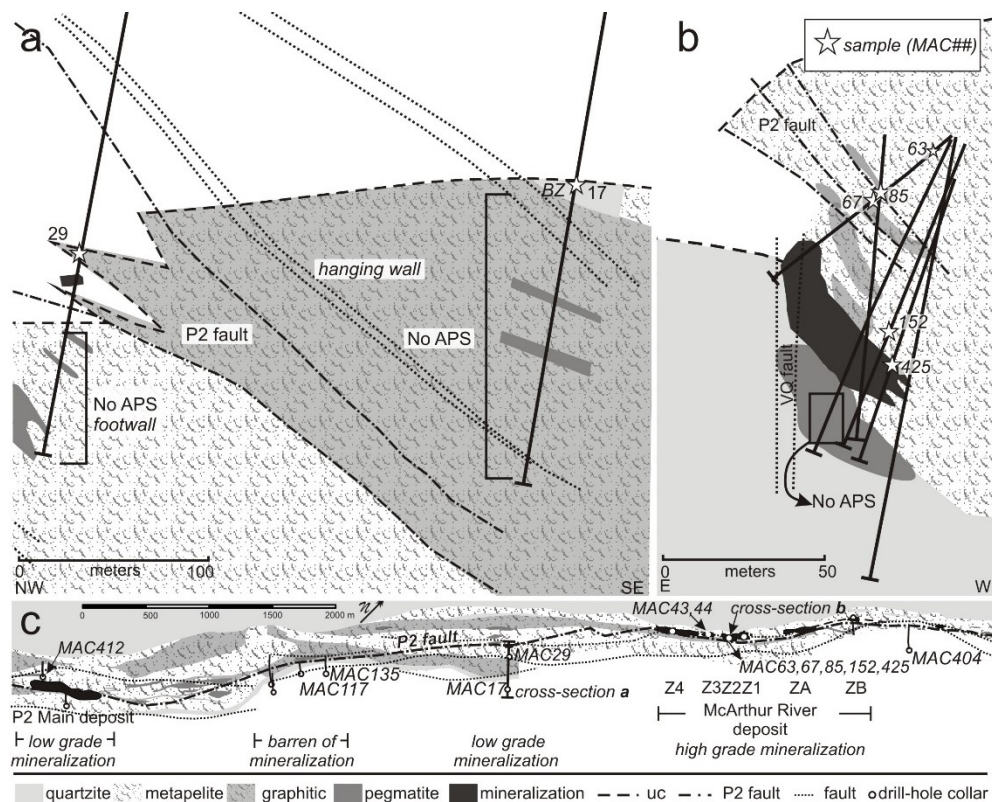 a
29
BZ
17
hanging wall
P2 fault
No APS
No APS
footwall
0
100
meters
NW
SE
b
sample (MAC##)
P2 fault
63
67
85
152
425
VQ fault
No APS
0
50
meters
E
W
c
0
500
1000
1500
2000 m
n
MAC412
P2 fault
MAC43,44
cross-section b
MAC29
MAC135
MAC117
MAC17
cross-section a
MAC63,67,85,152,425
MAC404
P2 Main deposit
Z4
Z3Z2Z1
ZA
ZB
McArthur River
deposit
low grade
mineralization
barren of
mineralization
low grade
mineralization
high grade mineralization
quartzite metapelite graphitic pegmatite mineralization uc P2 fault fault drill-hole collar